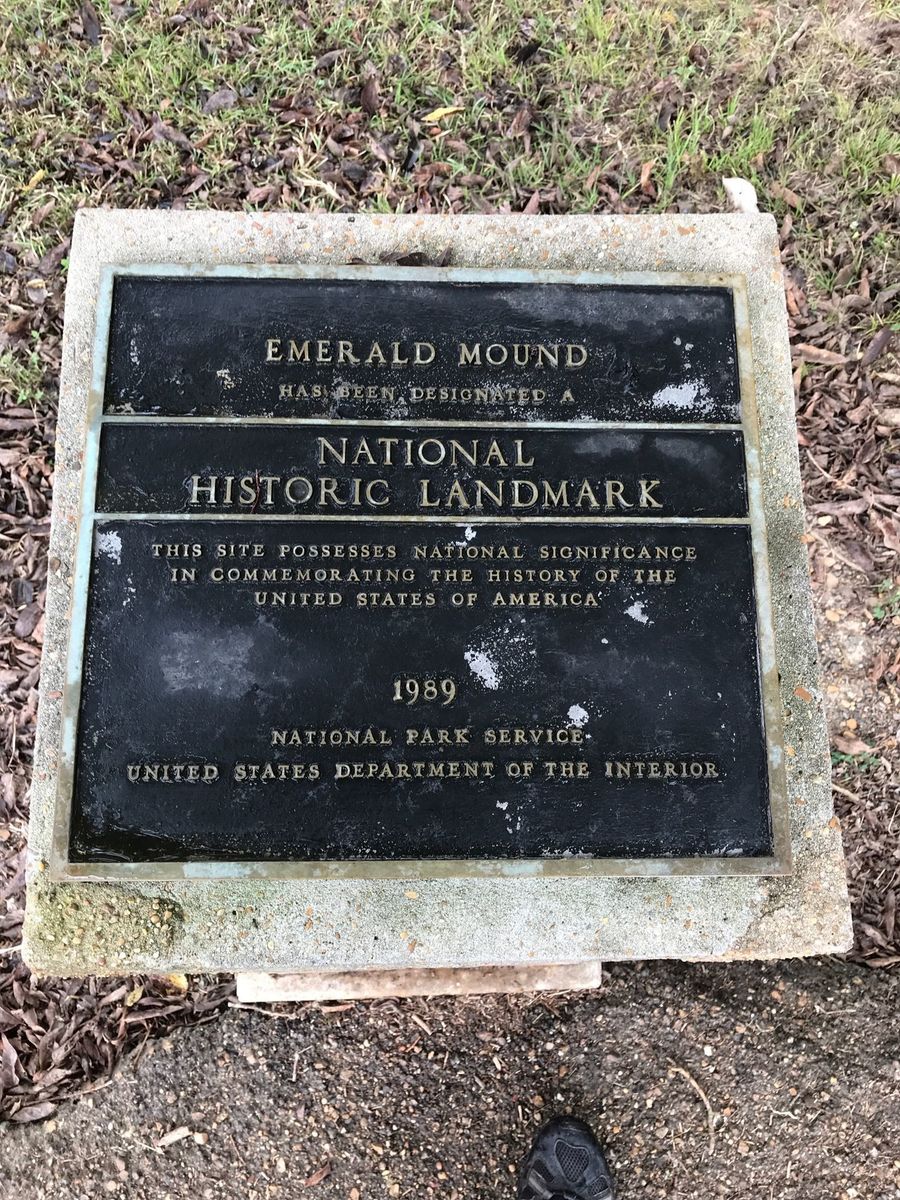 EMERALD MOUND
HAS BEEN DESIGNATED A
NATIONAL
HISTORIC LANDMARK
THIS SITE POSSESSES NATIONAL SIGNIFICANCE
IN COMMEMORATING THE HISTORY OF THE
UNITED STATES OF AMERICA
1989
NATIONAL PARK SERVICE
UNITED STATES DEPARTMENT OF THE INTERIOR